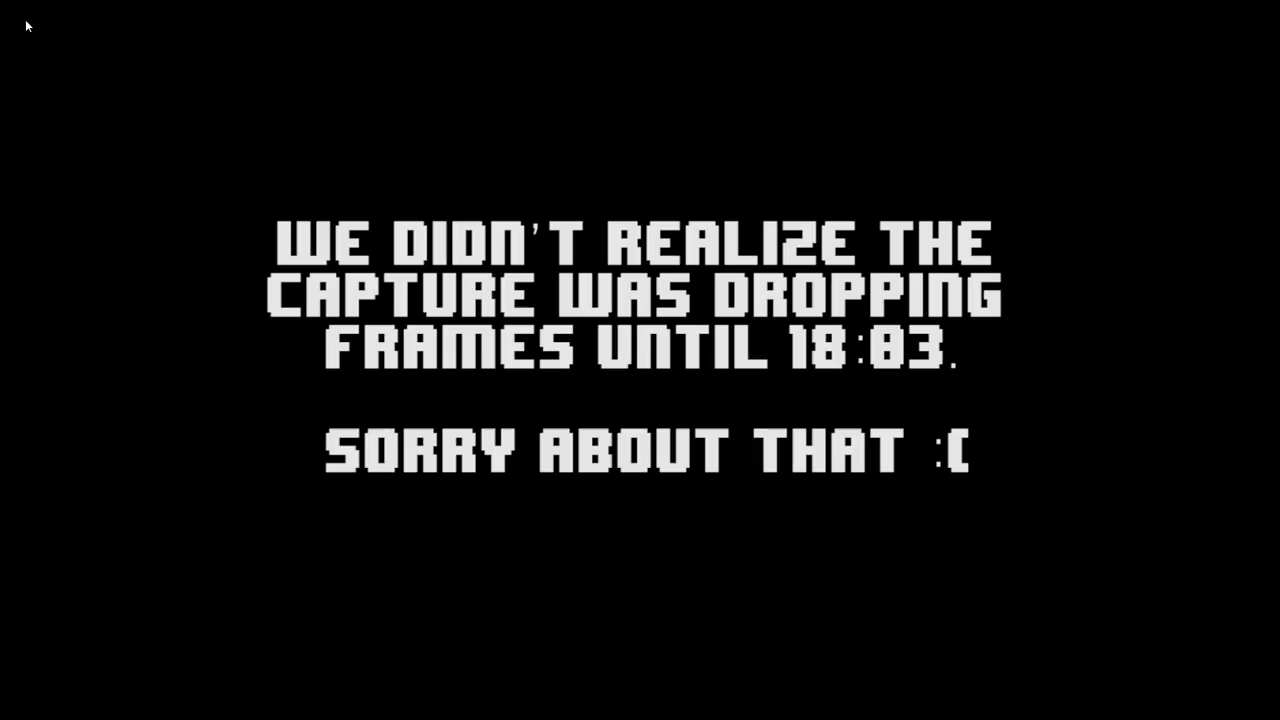 WE DIDN'T REALIZE THE
CAPTURE WAS DROPPING
FRAMES UNTIL 18:03.
SORRY ABOUT THAT :(